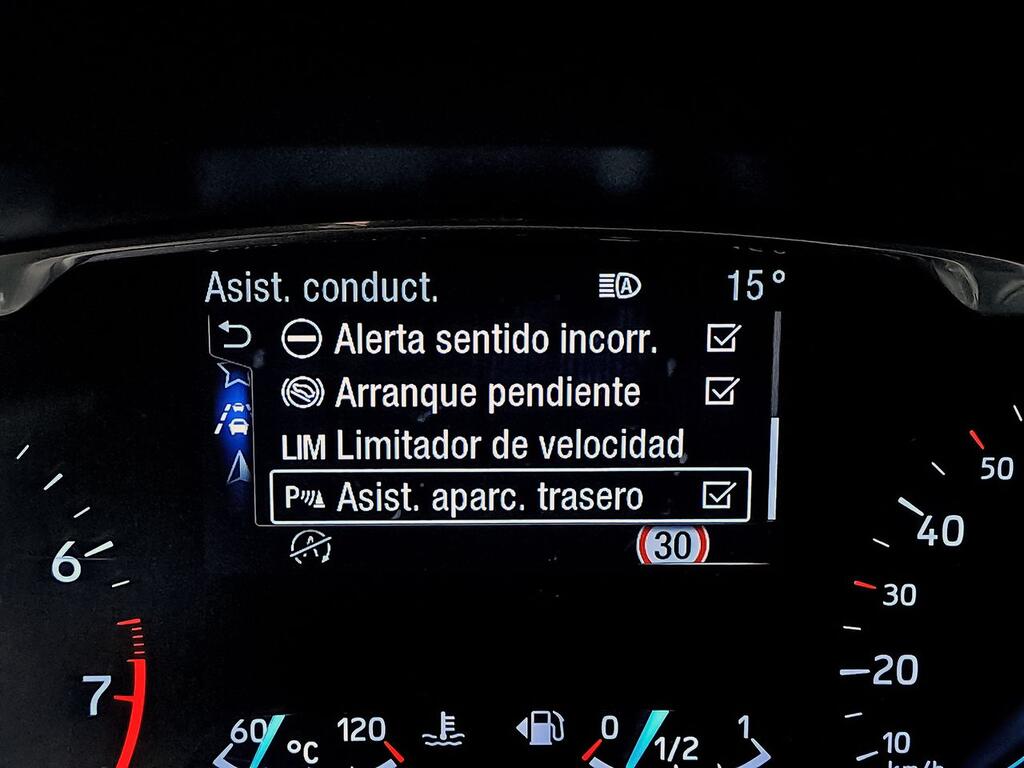 Asist. conduct.
A
15°
Alerta sentido incorr.
Arranque pendiente
LIM Limitador de velocidad
P Asist. aparc. trasero
A
30
6
7
50
40
30
20
10
km/h
60
°C
120
0
1/2
1